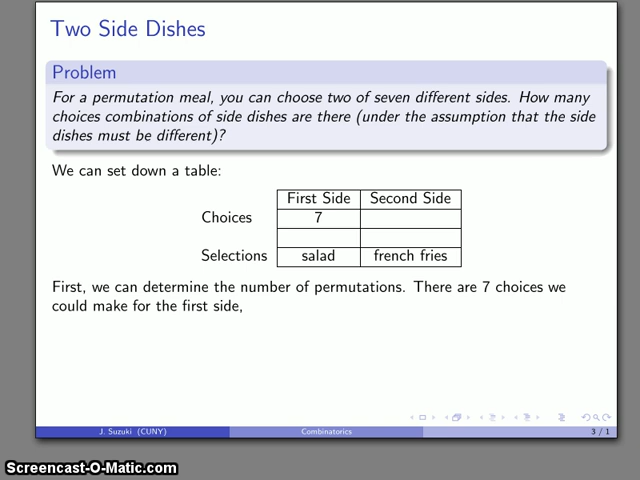 Two Side Dishes
Problem
For a permutation meal, you can choose two of seven different sides. How many
choices combinations of side dishes are there (under the assumption that the side
dishes must be different)?
We can set down a table:
First Side Second Side
Choices 7
Selections salad french fries
First, we can determine the number of permutations. There are 7 choices we
could make for the first side,
J. Suzuki (CUNY) Combinatorics 3 / 1
Screencast-O-Matic.com